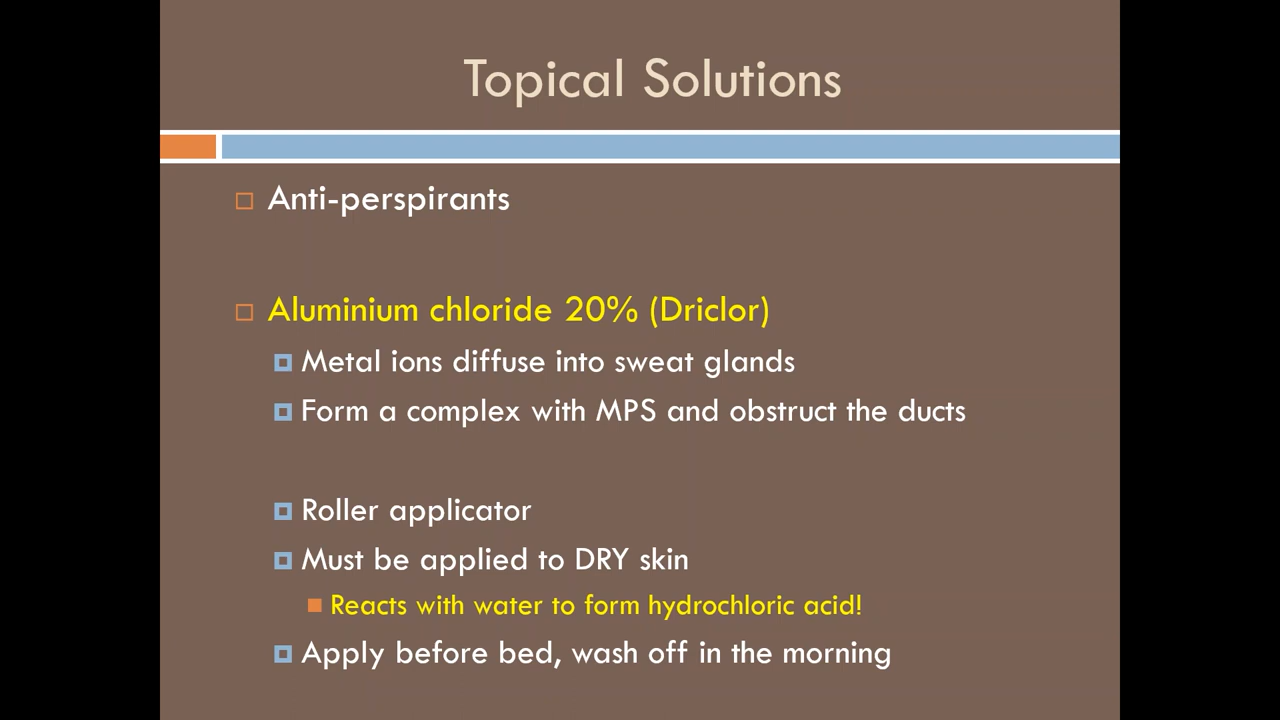 Topical Solutions
Anti-perspirants
Aluminium chloride 20% (Driclor)
Metal ions diffuse into sweat glands
Form a complex with MPS and obstruct the ducts
Roller applicator
Must be applied to DRY skin
Reacts with water to form hydrochloric acid!
Apply before bed, wash off in the morning